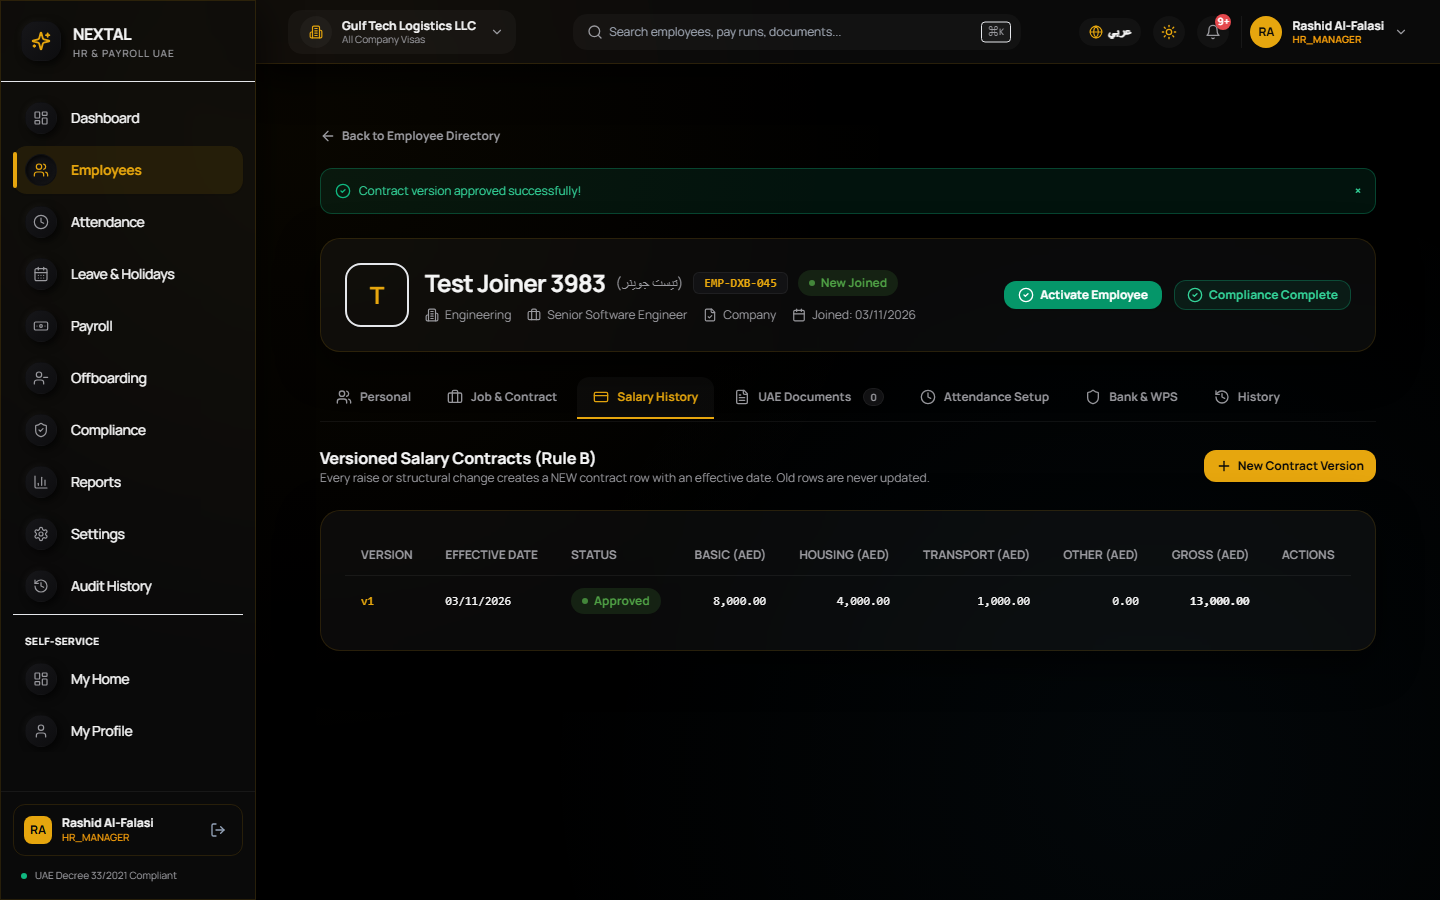 NEXTAL
HR & PAYROLL UAE
Gulf Tech Logistics LLC
All Company Visas
Search employees, pay runs, documents...
⌘K
عربي
9+
RA
Rashid Al-Falasi
HR_MANAGER
Dashboard
Employees
Attendance
Leave & Holidays
Payroll
Offboarding
Compliance
Reports
Settings
Audit History
SELF-SERVICE
My Home
My Profile
RA
Rashid Al-Falasi
HR_MANAGER
UAE Decree 33/2021 Compliant
Back to Employee Directory
Contract version approved successfully!
×
T
Test Joiner 3983 (تيست جوينر) EMP-DXB-045 New Joined
Engineering Senior Software Engineer Company Joined: 03/11/2026
Activate Employee Compliance Complete
Personal Job & Contract Salary History UAE Documents 0 Attendance Setup Bank & WPS History
Versioned Salary Contracts (Rule B)
Every raise or structural change creates a NEW contract row with an effective date. Old rows are never updated.
New Contract Version
VERSION EFFECTIVE DATE STATUS BASIC (AED) HOUSING (AED) TRANSPORT (AED) OTHER (AED) GROSS (AED) ACTIONS
v1 03/11/2026 Approved 8,000.00 4,000.00 1,000.00 0.00 13,000.00